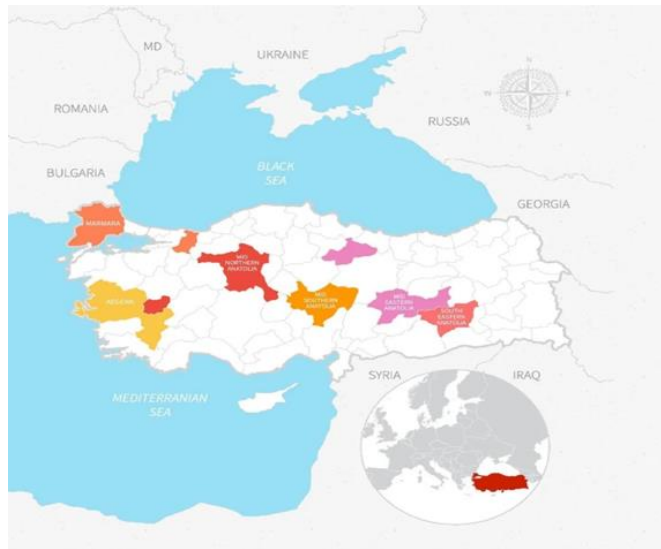 MD
UKRAINE
ROMANIA
RUSSIA
N
W
E
S
BULGARIA
BLACK
SEA
GEORGIA
MARMARA
MID
NORTHERN
ANATOLIA
AEGEAN
MID
SOUTHERN
ANATOLIA
MID
EASTERN
ANATOLIA
SOUTH
EASTERN
ANATOLIA
SYRIA
IRAQ
MEDITERRANIAN
SEA